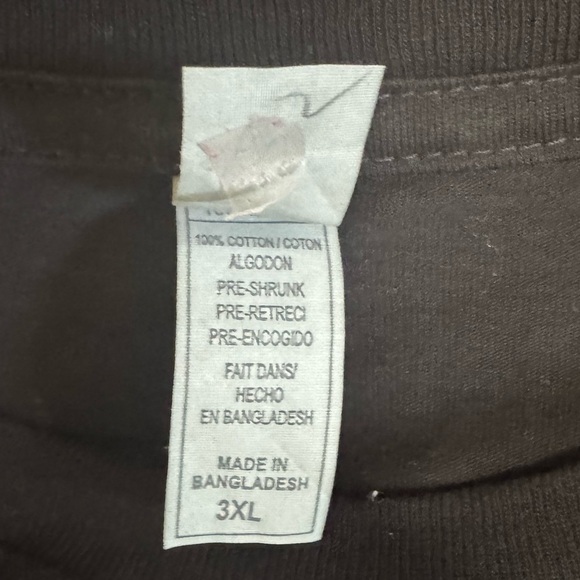 100% COTTON / COTON
ALGODON
PRE-SHRUNK
PRE-RETRECI
PRE-ENCOGIDO
FAIT DANS/
HECHO
EN BANGLADESH
MADE IN
BANGLADESH
3XL